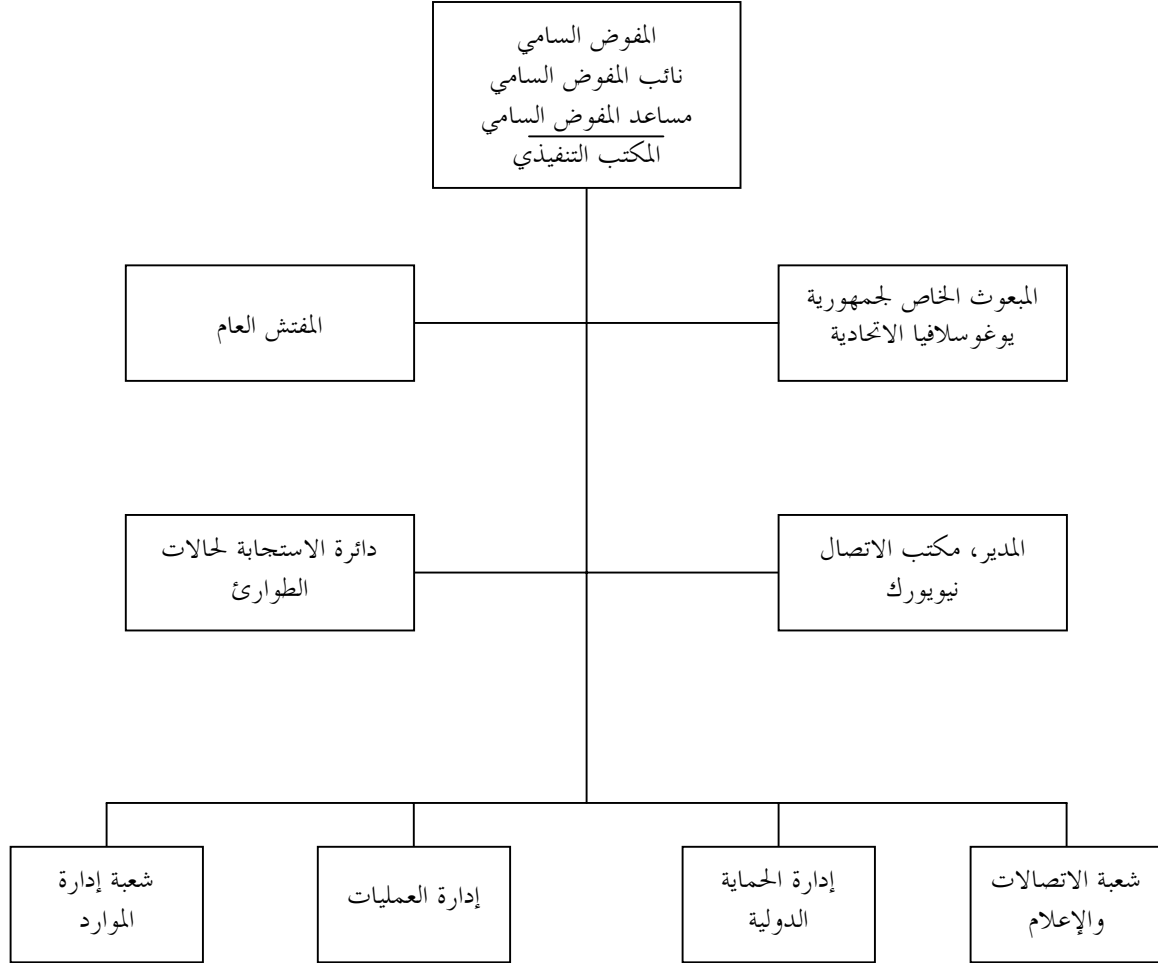 المفوض السامي
نائب المفوض السامي
مساعد المفوض السامي
المكتب التنفيذي
المبعوث الخاص لجمهورية
يوغوسلافيا الاتحادية
المفتش العام
المدير، مكتب الاتصال
نيويورك
دائرة الاستجابة لحالات
الطوارئ
شعبة الاتصالات
والإعلام
إدارة الحماية
الدولية
إدارة العمليات
شعبة إدارة
الموارد